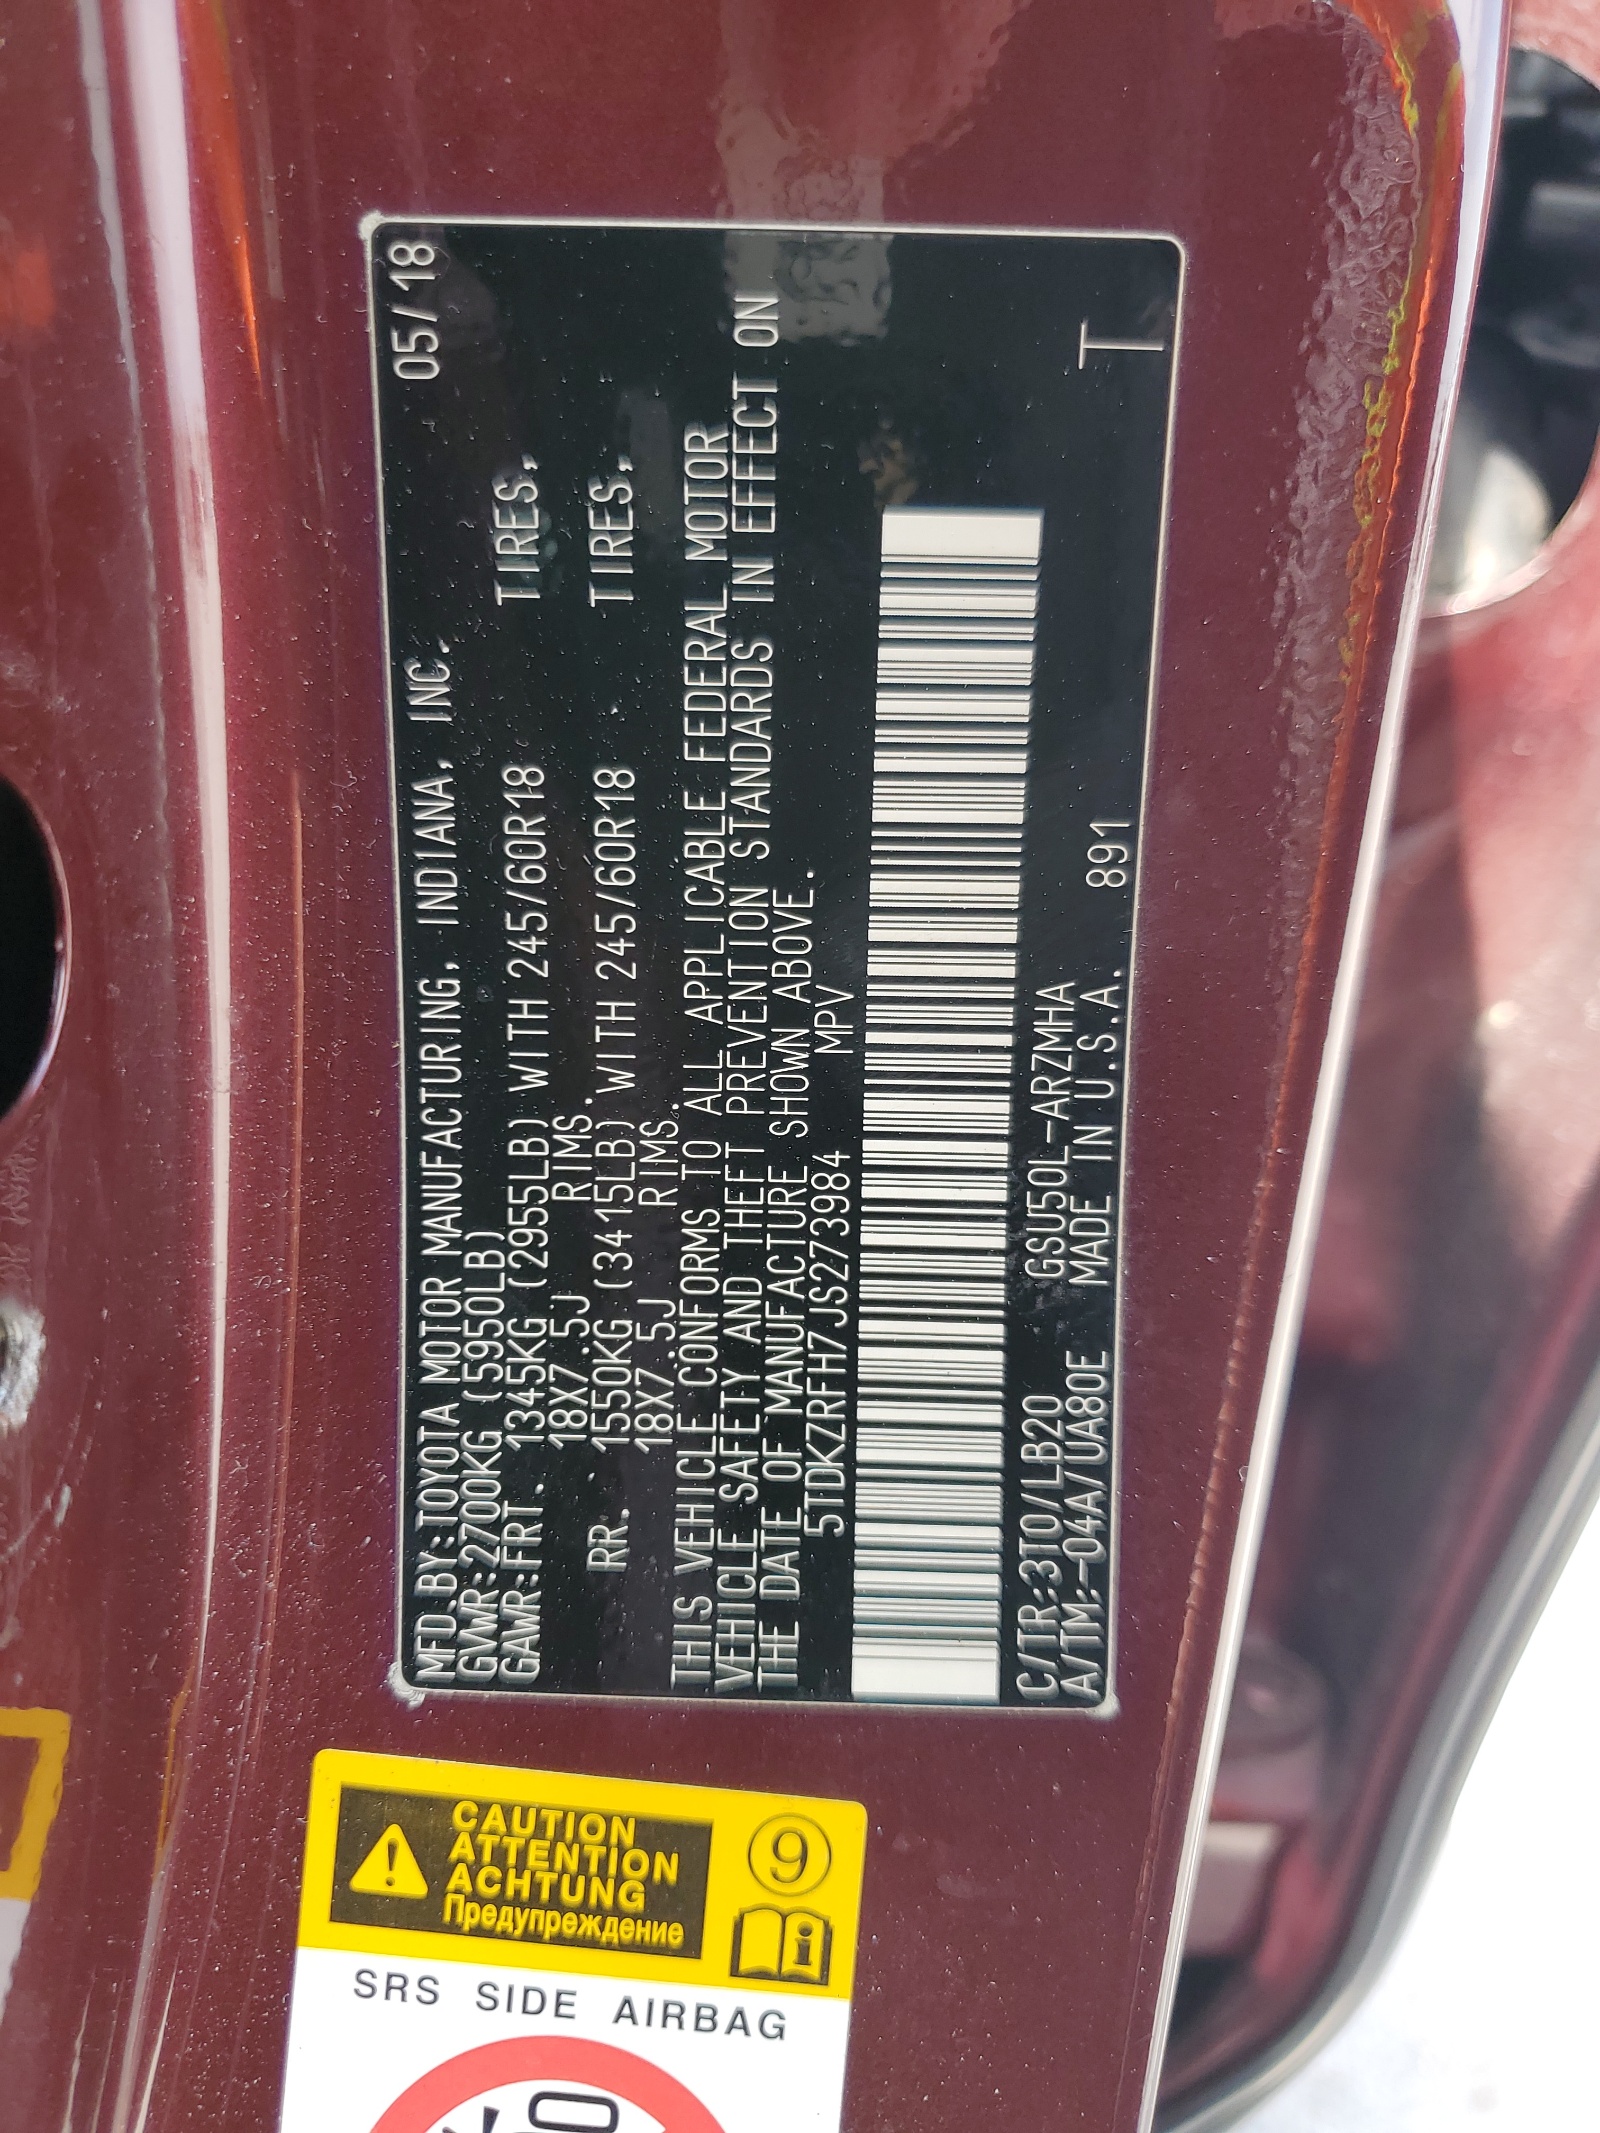 MFD.BY:TOYOTA MOTOR MANUFACTURING, INDIANA, INC. 05/18
GVWR:2700KG (5950LB)
GAWR:FRT. 1345KG (2955LB) WITH 245/60R18 TIRES,
18X7.5J RIMS.
RR. 1550KG (3415LB) WITH 245/60R18 TIRES,
18X7.5J RIMS.
THIS VEHICLE CONFORMS TO ALL APPLICABLE FEDERAL MOTOR
VEHICLE SAFETY AND THEFT PREVENTION STANDARDS IN EFFECT ON
THE DATE OF MANUFACTURE SHOWN ABOVE.
5TDKZRFH7JS273984 MPV
C/TR:3T0/LB20 GSU50L-ARZMHA
A/TM:-04A/UA80E MADE IN U.S.A. 891 T
CAUTION
ATTENTION
ACHTUNG
Предупреждение
9
i
SRS SIDE AIRBAG